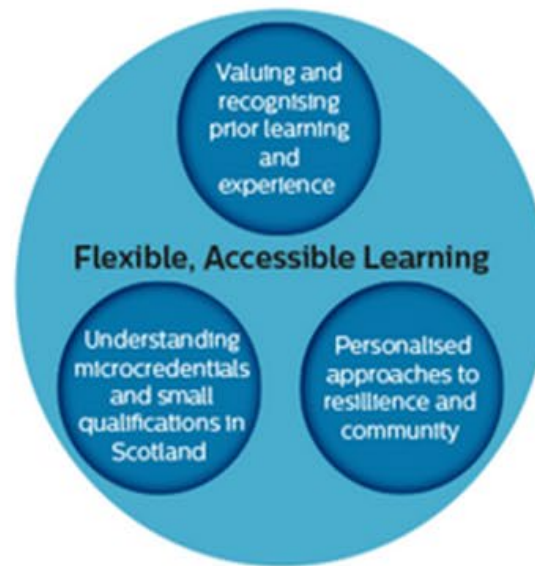 Valuing and
recognising
prior learning
and
experience
Flexible, Accessible Learning
Understanding
microcredentials
and small
qualifications in
Scotland
Personalised
approaches to
resillience and
community